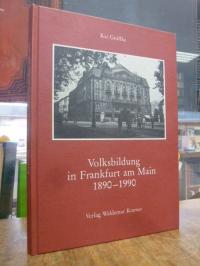 Kai Gniffke
Volksbildung
in Frankfurt am Main
1890–1990
Verlag Waldemar Kramer